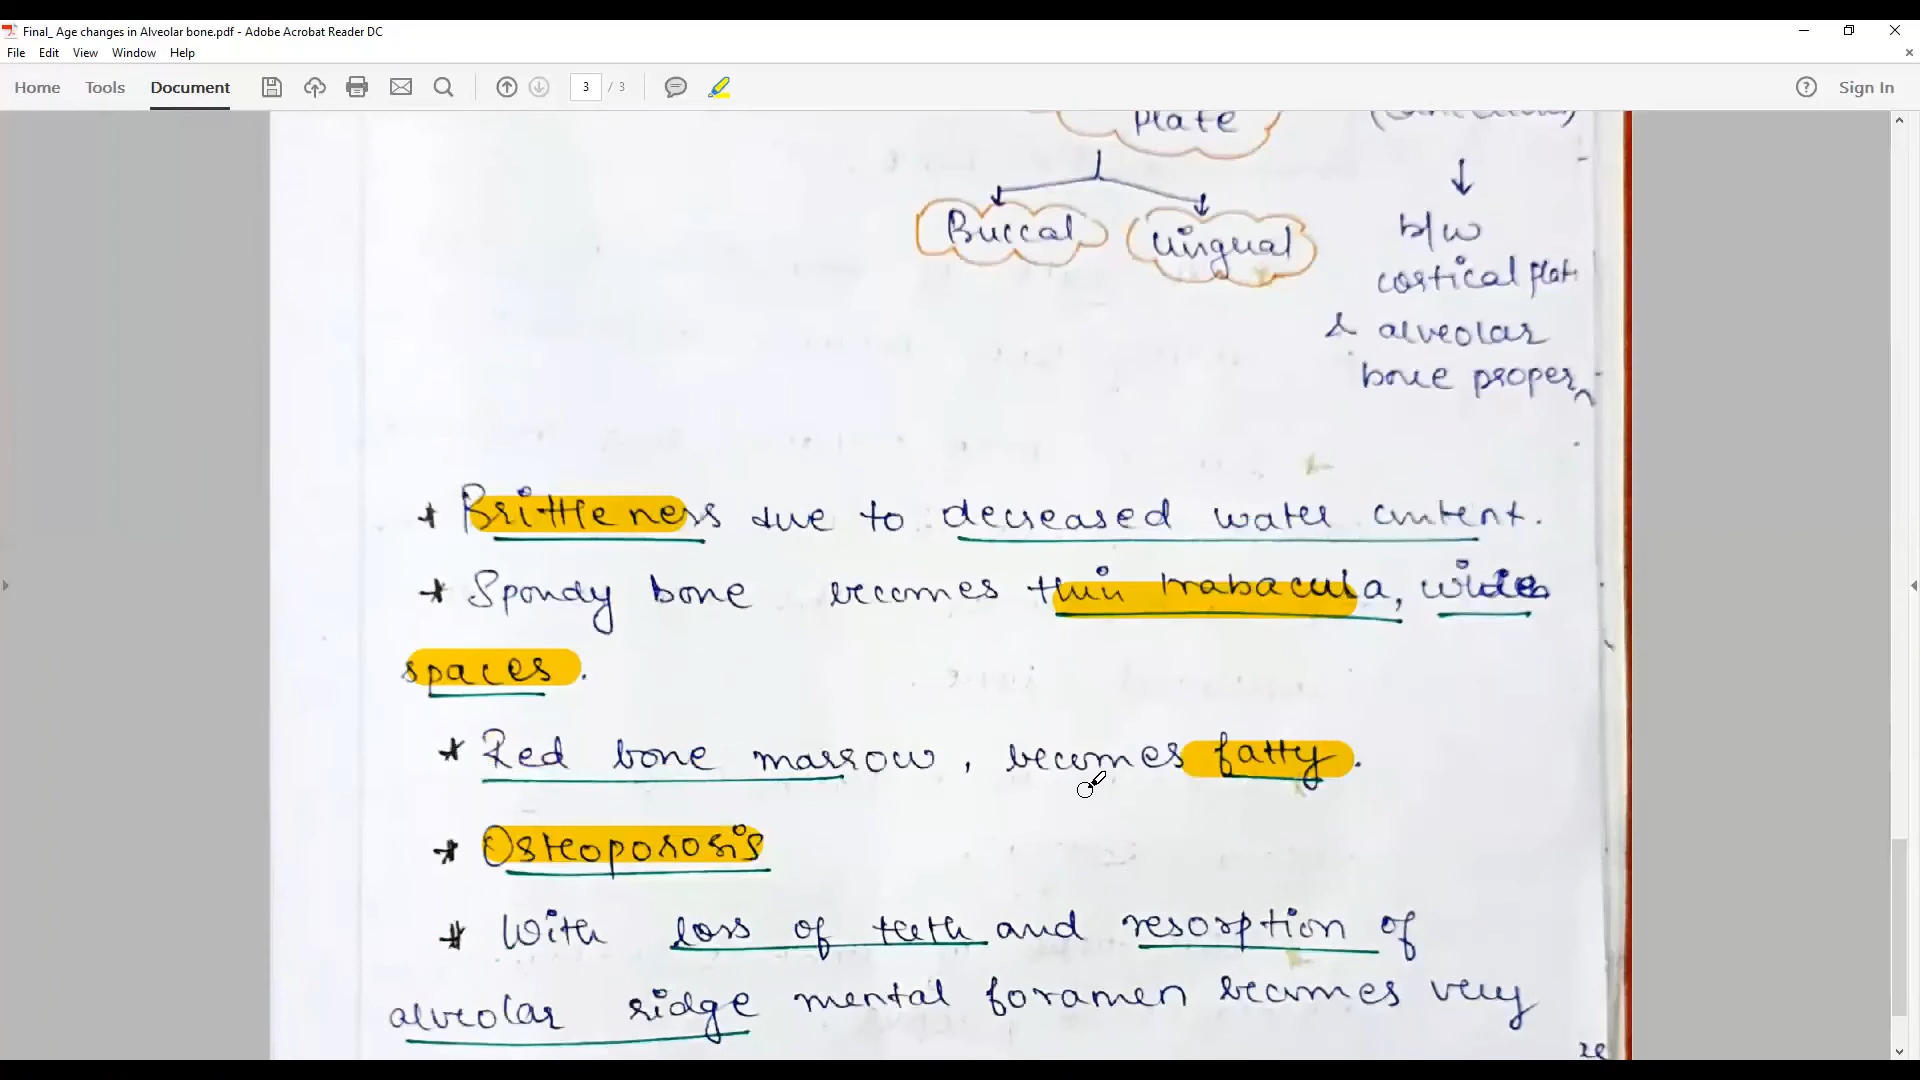 Final_ Age changes in Alveolar bone.pdf - Adobe Acrobat Reader DC
File Edit View Window Help
Home Tools Document 3 / 3 Sign In
Plate
Buccal Lingual
b/w
cortical plat
& alveolar
bone proper
* Brittleness due to decreased water content.
* Spondy bone becomes thin trabacula, wide
spaces.
* Red bone marrow, becomes fatty.
* Osteoporosis
* With loss of teeth and resorption of
alveolar ridge mental foramen becomes very